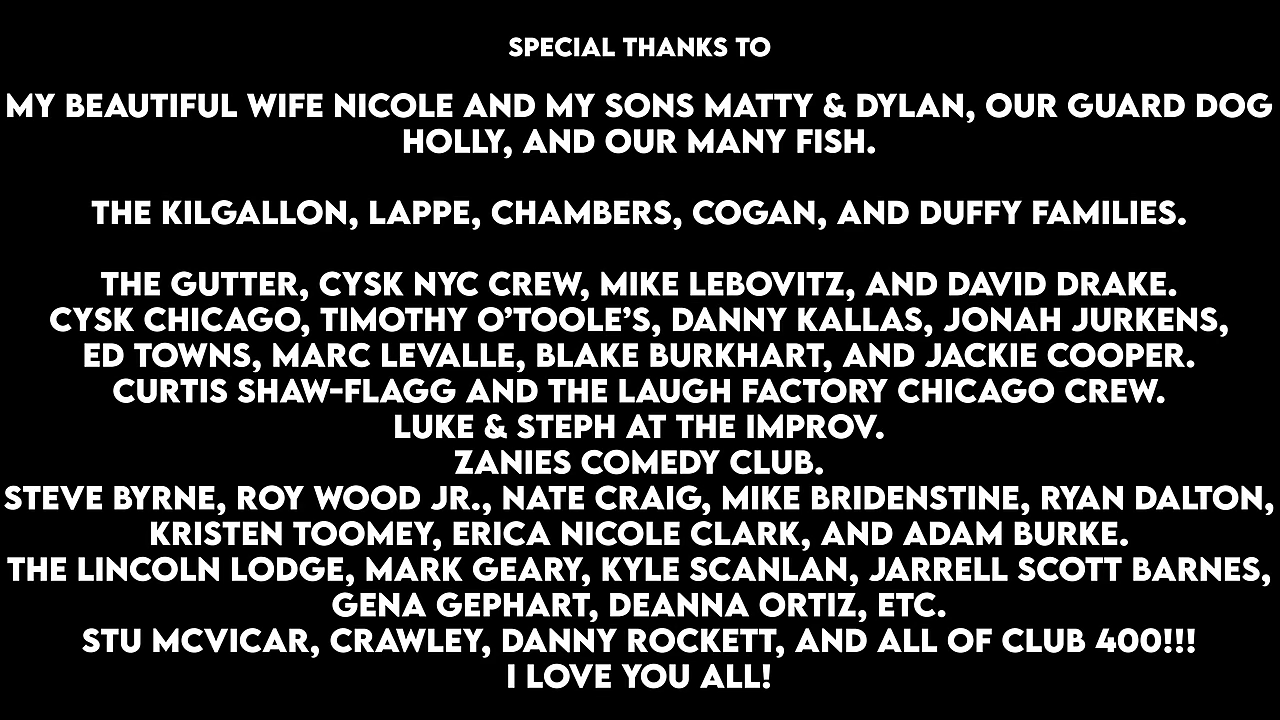 SPECIAL THANKS TO
MY BEAUTIFUL WIFE NICOLE AND MY SONS MATTY & DYLAN, OUR GUARD DOG
HOLLY, AND OUR MANY FISH.
THE KILGALLON, LAPPE, CHAMBERS, COGAN, AND DUFFY FAMILIES.
THE GUTTER, CYSK NYC CREW, MIKE LEBOVITZ, AND DAVID DRAKE.
CYSK CHICAGO, TIMOTHY O’TOOLE’S, DANNY KALLAS, JONAH JURKENS,
ED TOWNS, MARC LEVALLE, BLAKE BURKHART, AND JACKIE COOPER.
CURTIS SHAW-FLAGG AND THE LAUGH FACTORY CHICAGO CREW.
LUKE & STEPH AT THE IMPROV.
ZANIES COMEDY CLUB.
STEVE BYRNE, ROY WOOD JR., NATE CRAIG, MIKE BRIDENSTINE, RYAN DALTON,
KRISTEN TOOMEY, ERICA NICOLE CLARK, AND ADAM BURKE.
THE LINCOLN LODGE, MARK GEARY, KYLE SCANLAN, JARRELL SCOTT BARNES,
GENA GEPHART, DEANNA ORTIZ, ETC.
STU MCVICAR, CRAWLEY, DANNY ROCKETT, AND ALL OF CLUB 400!!!
I LOVE YOU ALL!